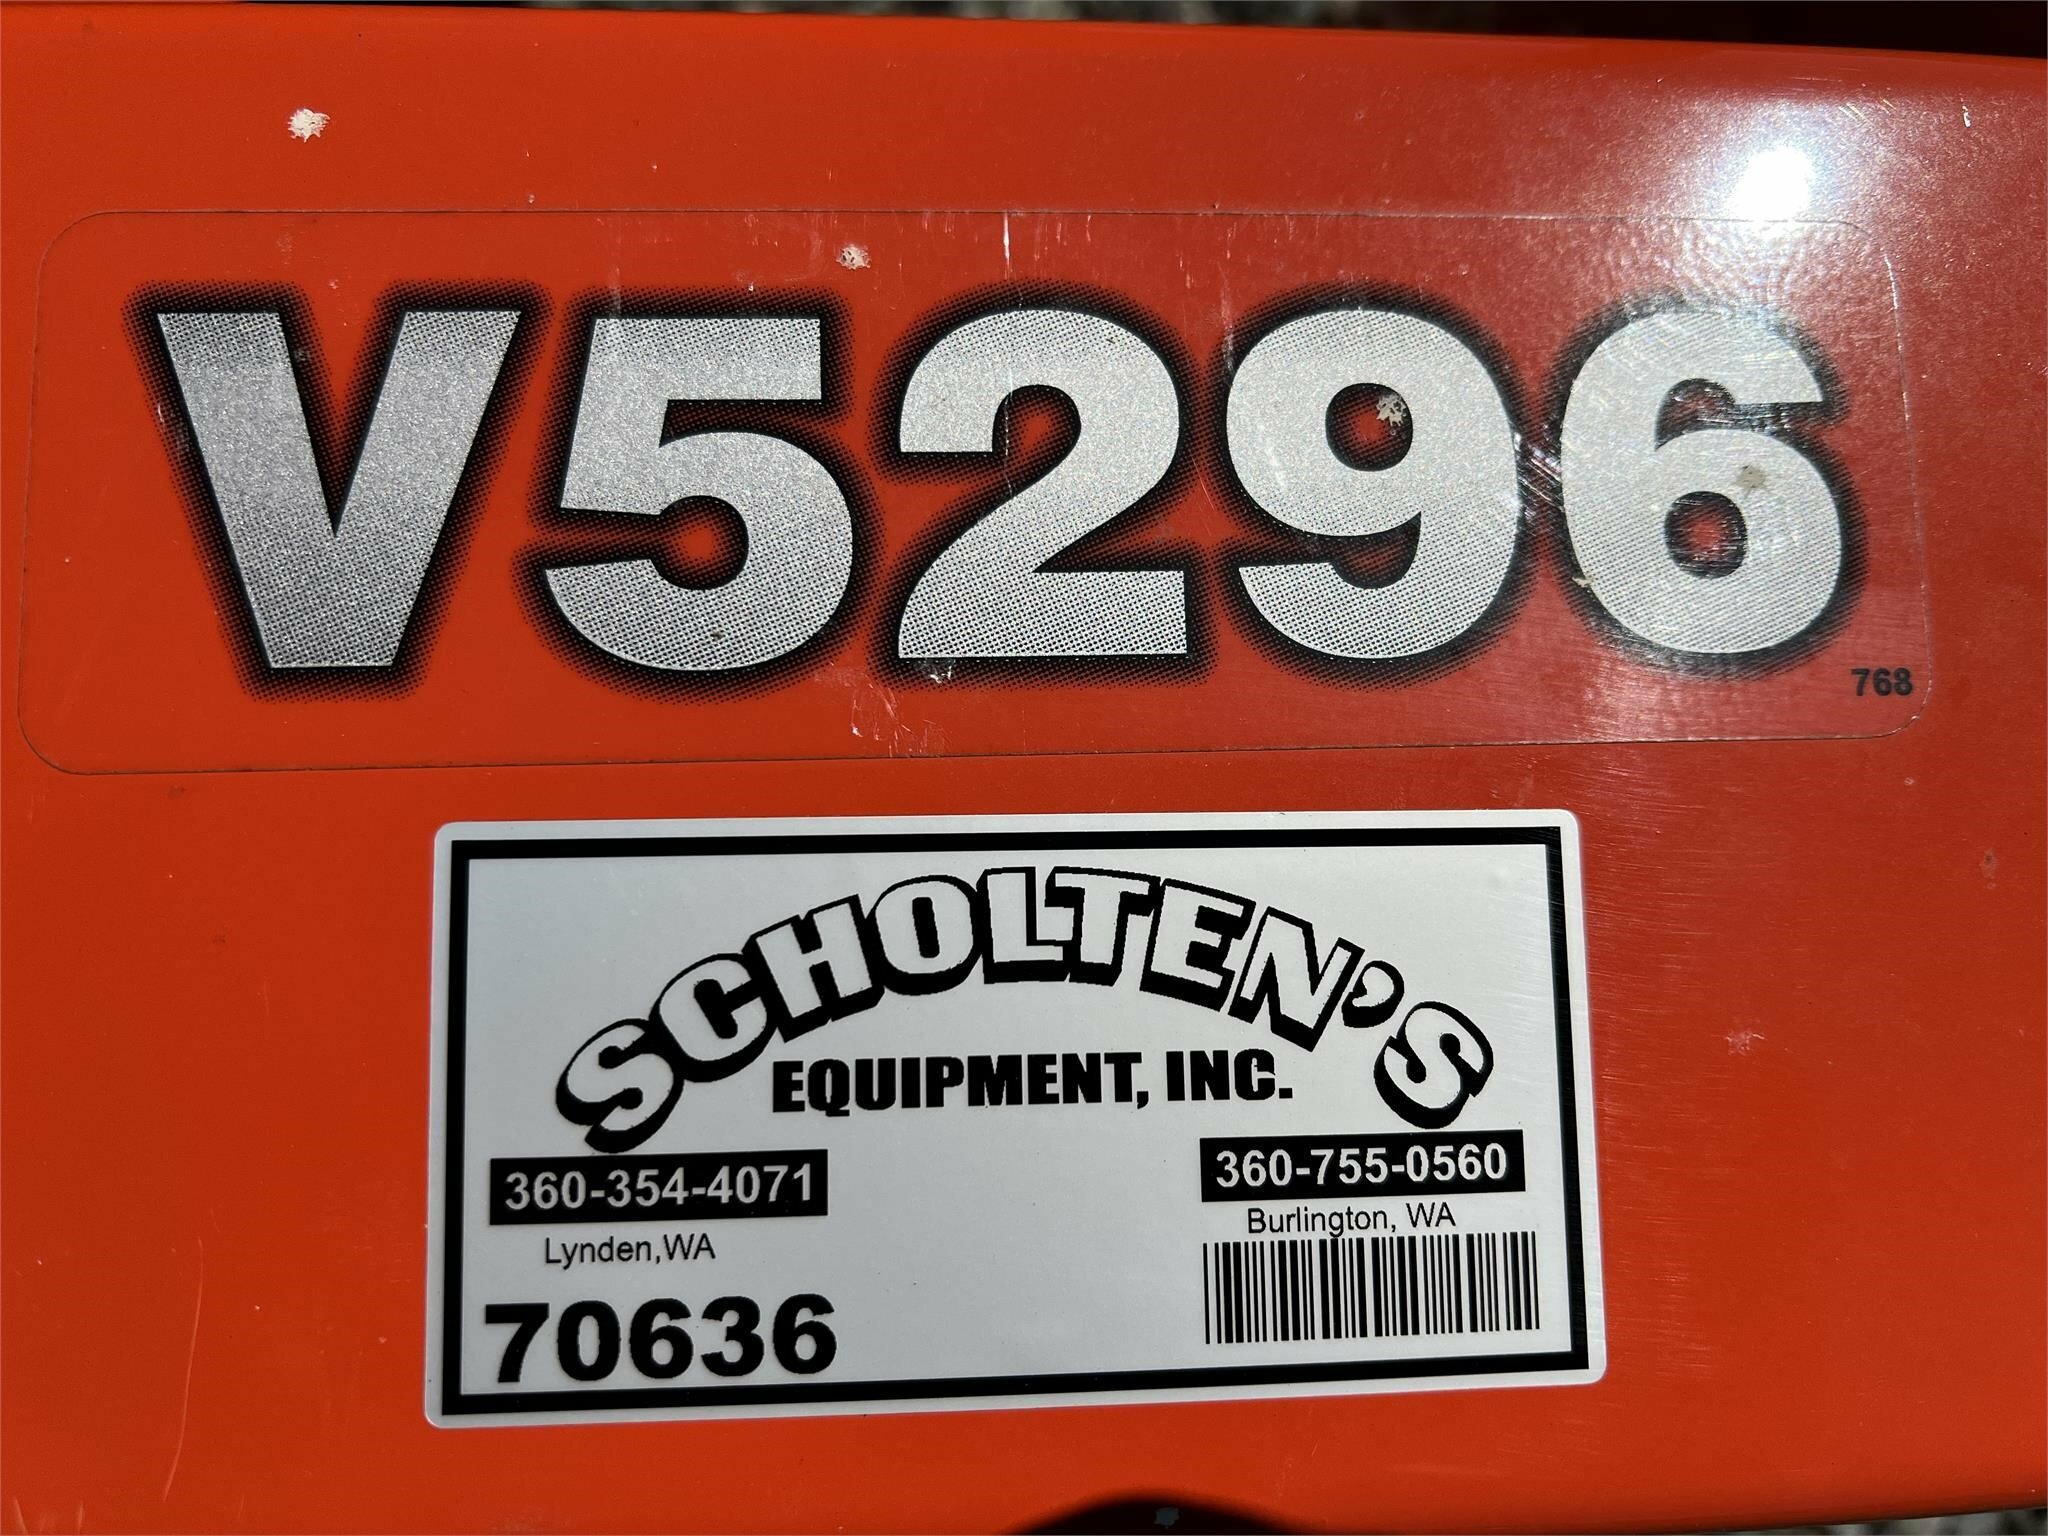 V5296
768
SCHOLTEN'S
EQUIPMENT, INC.
360-354-4071
360-755-0560
Lynden,WA
Burlington, WA
70636